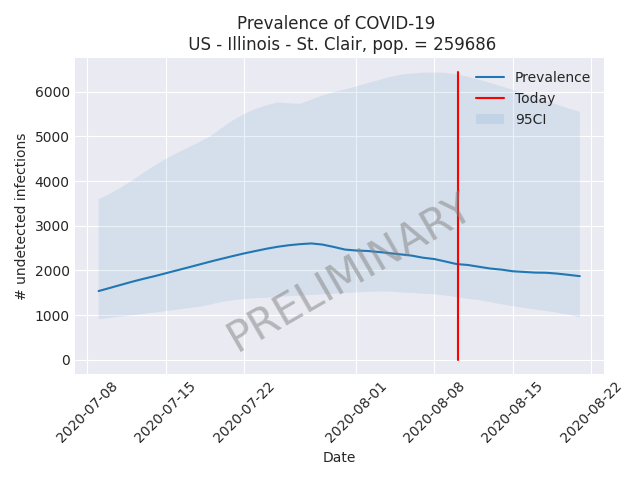 Prevalence of COVID-19
US - Illinois - St. Clair, pop. = 259686
# undetected infections
6000
5000
4000
3000
2000
1000
0
Prevalence
Today
95CI
PRELIMINARY
2020-07-08
2020-07-15
2020-07-22
2020-08-01
2020-08-08
2020-08-15
2020-08-22
Date